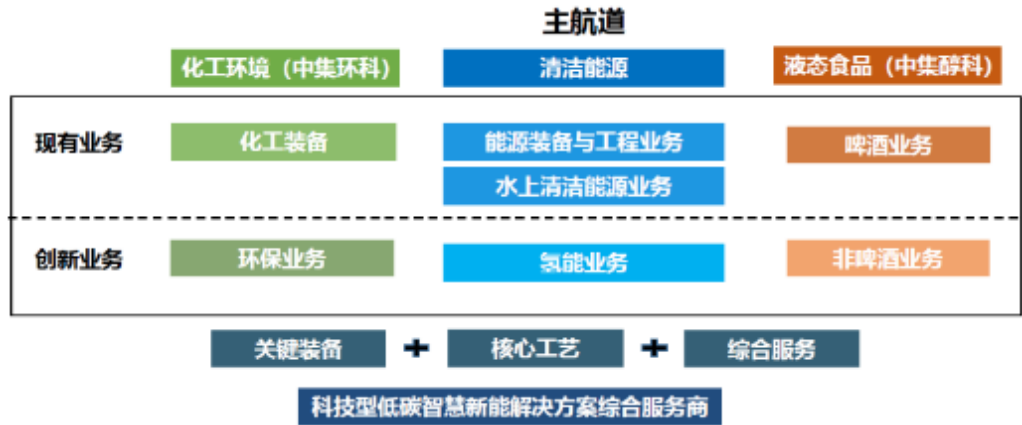 主航道
化工环境（中集环科） 清洁能源 液态食品（中集醇科）
现有业务 化工装备 能源装备与工程业务 啤酒业务
水上清洁能源业务
创新业务 环保业务 氢能业务 非啤酒业务
关键装备 + 核心工艺 + 综合服务
科技型低碳智慧新能解决方案综合服务商